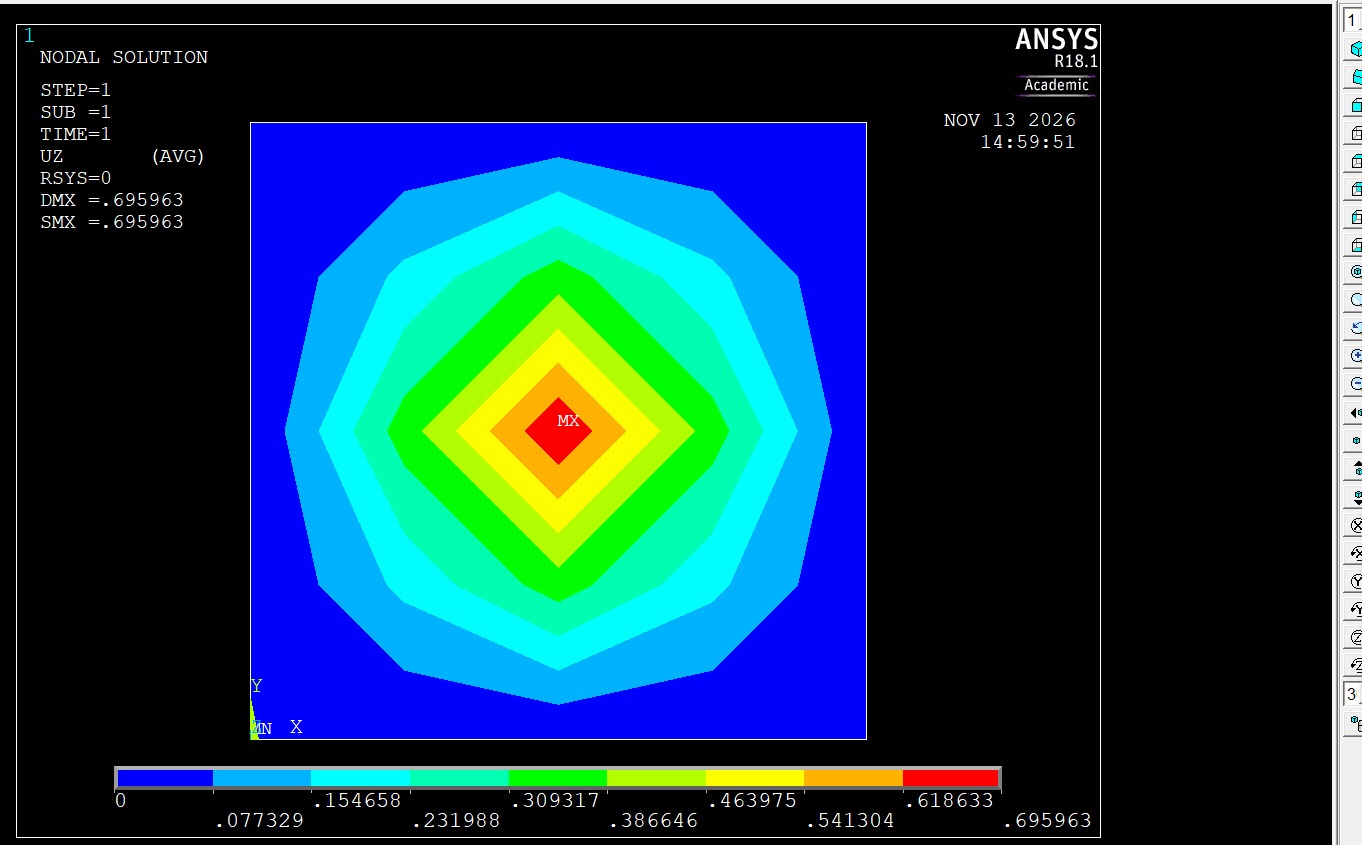 1
NODAL SOLUTION
STEP=1
SUB =1
TIME=1
UZ (AVG)
RSYS=0
DMX =.695963
SMX =.695963
ANSYS
R18.1
Academic
NOV 13 2026
14:59:51
MX
Y
MN X
0 .154658 .309317 .463975 .618633
.077329 .231988 .386646 .541304 .695963
1
3